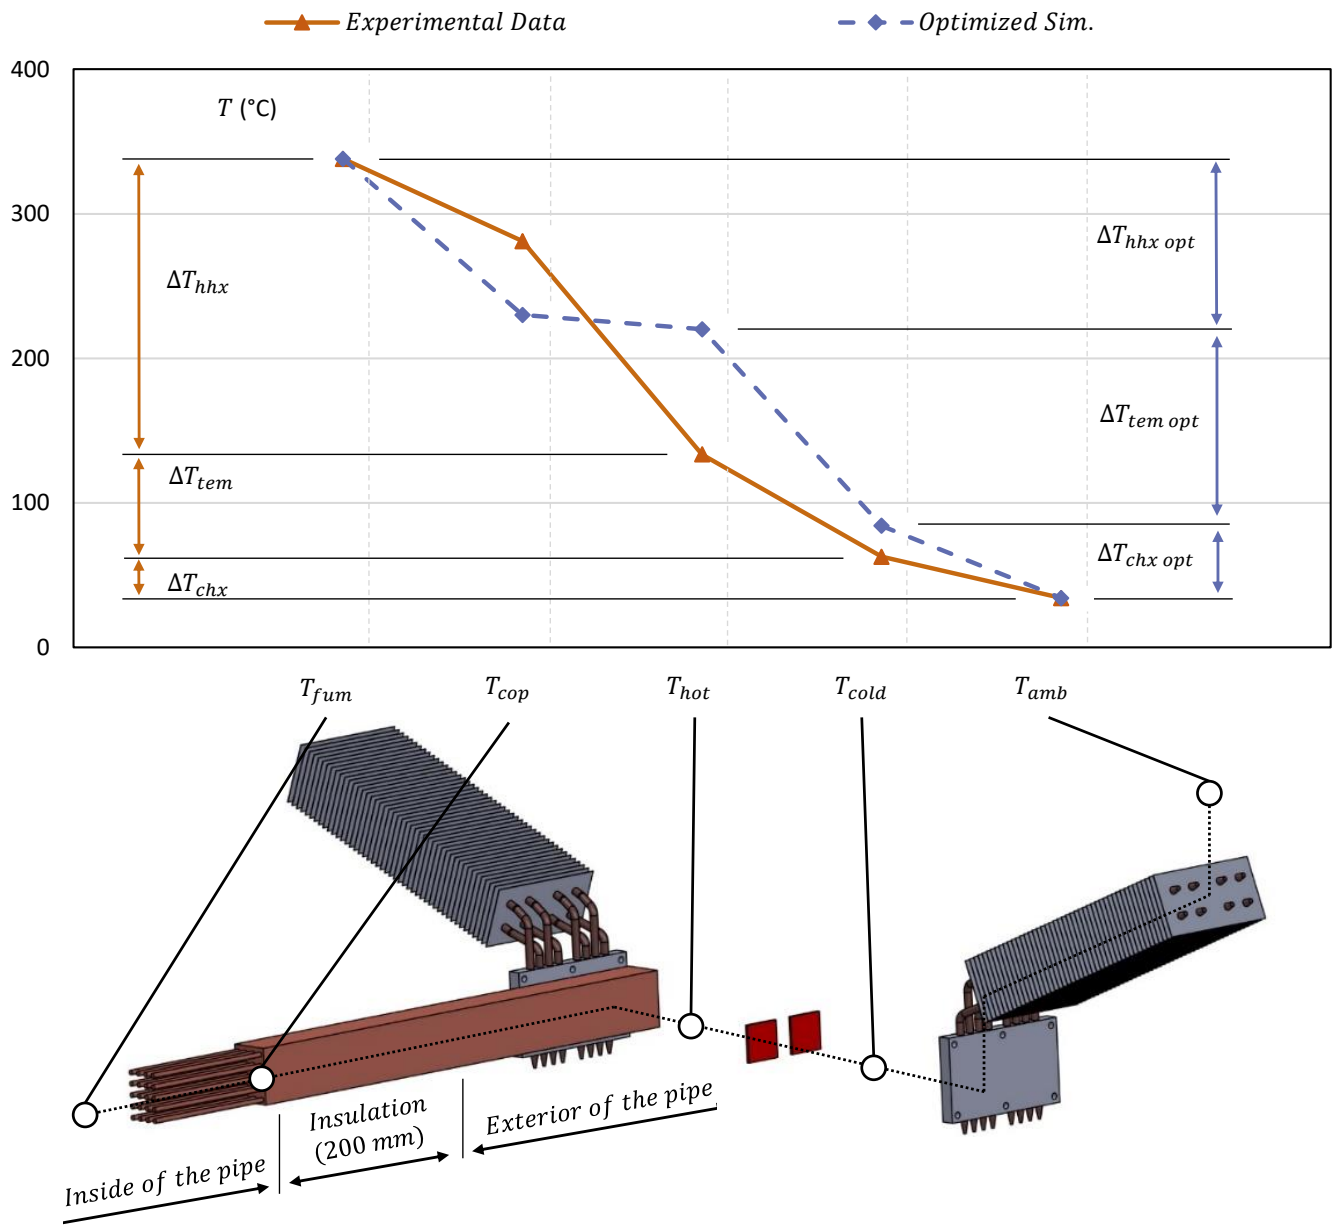 Experimental Data
Optimized Sim.
400
T (°C)
300
ΔT_hhx
ΔT_hhx opt
200
ΔT_tem opt
ΔT_tem
100
ΔT_chx opt
ΔT_chx
0
T_fum
T_cop
T_hot
T_cold
T_amb
Insulation
(200 mm)
Exterior of the pipe
Inside of the pipe